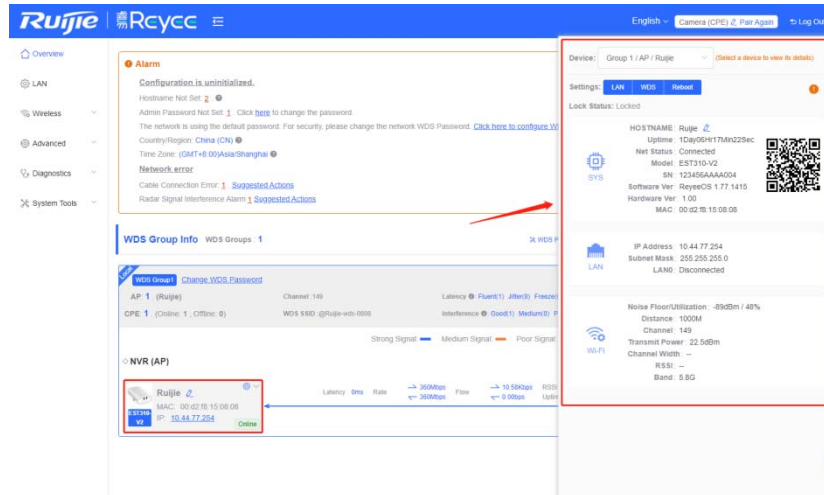 Ruijie Reyee
English
Camera (CPE) Pair Again
Log Out
Overview
LAN
Wireless
Advanced
Diagnostics
System Tools
Alarm
Configuration is uninitialized.
Hostname Not Set: 2
Admin Password Not Set: 1 Click here to change the password.
The network is using the default password. For security, please change the network WDS Password. Click here to configure W
Country/Region: China (CN)
Time Zone: (GMT+8:00)Asia/Shanghai
Network error
Cable Connection Error: 1 Suggested Actions
Radar Signal Interference Alarm 1 Suggested Actions
WDS Group Info WDS Groups: 1
WDS P
Local
WDS Group1 Change WDS Password
AP: 1 (Ruijie) Channel :149 Latency : Fluent(1) Jitter(0) Freeze(
CPE: 1 (Online: 1 , Offline: 0) WDS SSID :@Ruijie-wds-0808 Interference : Good(1) Medium(0) P
Strong Signal: Medium Signal: Poor Signal:
NVR (AP)
Ruijie
MAC: 00:d2:f8:15:08:08
EST310-V2
IP: 10.44.77.254
Online
Latency 0ms Rate 360Mbps 360Mbps Flow 10.58Kbps 0.00bps RSSI
Uptim
Device: Group 1 / AP / Ruijie (Select a device to view its details)
Settings: LAN WDS Reboot
Lock Status: Locked
SYS
HOSTNAME: Ruijie
Uptime: 1Day05Hr17Min22Sec
Net Status: Connected
Model: EST310-V2
SN: 123456AAAA004
Software Ver: ReyeeOS 1.77.1415
Hardware Ver: 1.00
MAC: 00:d2:f8:15:08:08
LAN
IP Address: 10.44.77.254
Subnet Mask: 255.255.255.0
LAN0: Disconnected
Wi-Fi
Noise Floor/Utilization: -89dBm / 48%
Distance: 1000M
Channel: 149
Transmit Power: 22.5dBm
Channel Width: --
RSSI: --
Band: 5.8G